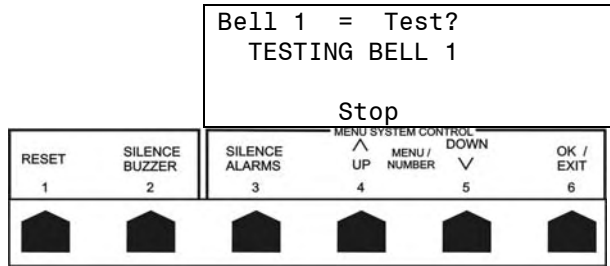 Bell 1 = Test?
TESTING BELL 1
Stop
MENU SYSTEM CONTROL
RESET
SILENCE BUZZER
SILENCE ALARMS
∧ UP
MENU / NUMBER
DOWN ∨
OK / EXIT
1 2 3 4 5 6